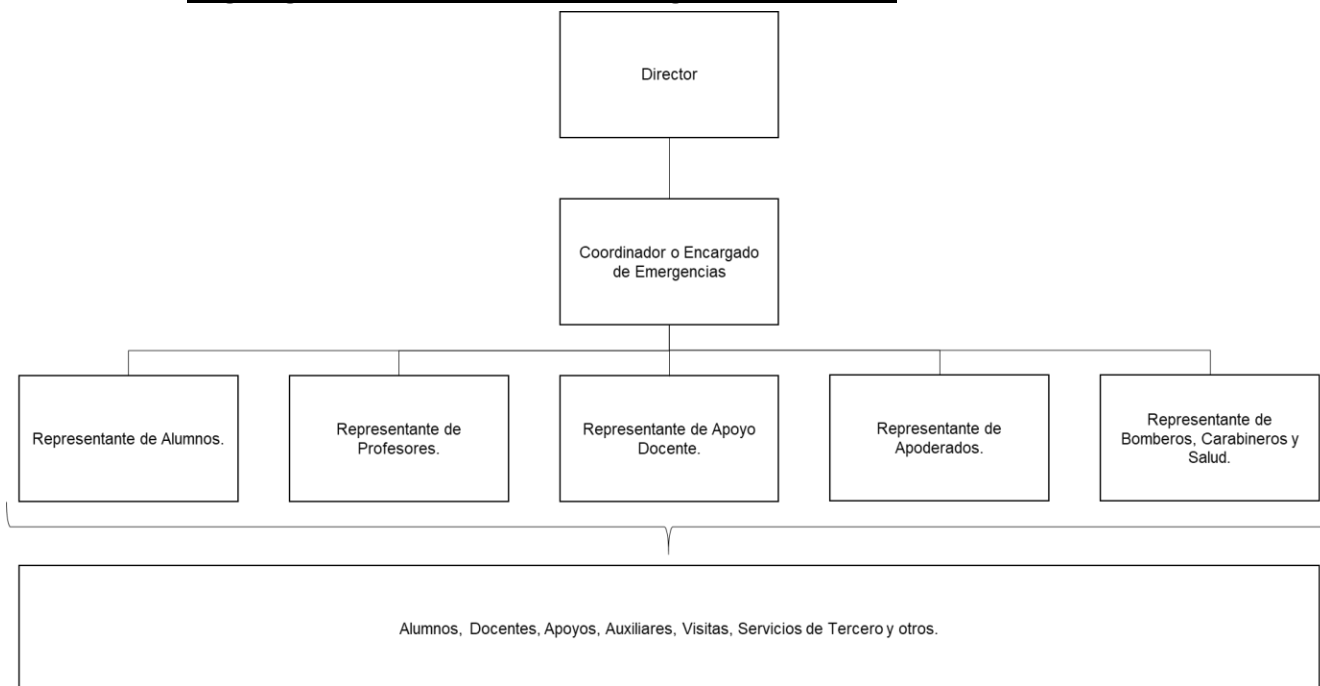 Director
Coordinador o Encargado
de Emergencias
Representante de Alumnos.
Representante de
Profesores.
Representante de Apoyo
Docente.
Representante de
Apoderados.
Representante de
Bomberos, Carabineros y
Salud.
Alumnos, Docentes, Apoyos, Auxiliares, Visitas, Servicios de Tercero y otros.